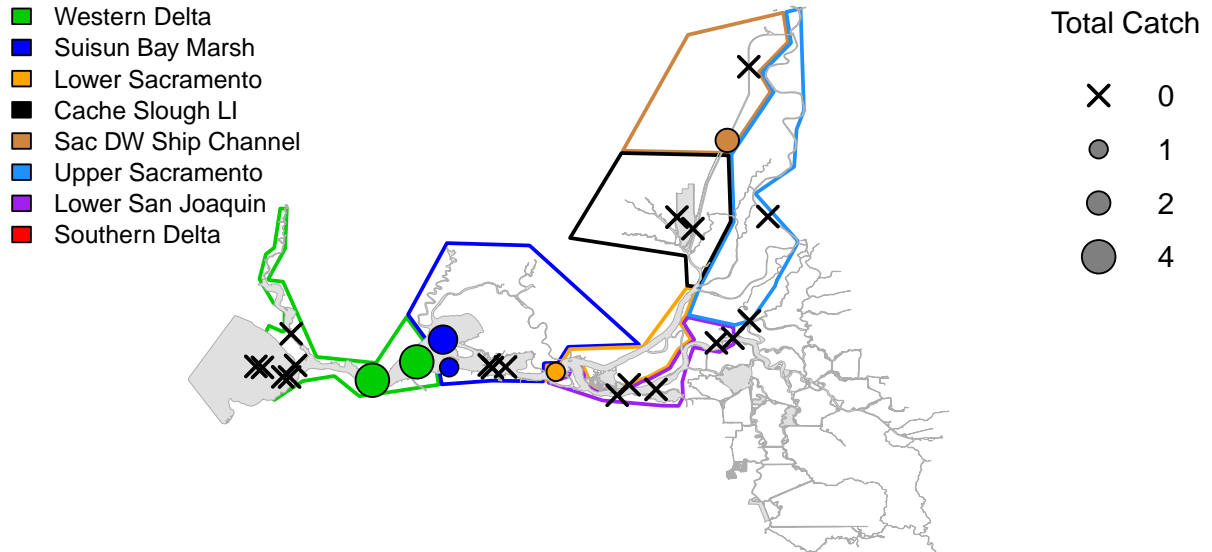 Western Delta
Suisun Bay Marsh
Lower Sacramento
Cache Slough LI
Sac DW Ship Channel
Upper Sacramento
Lower San Joaquin
Southern Delta
Total Catch
0
1
2
4